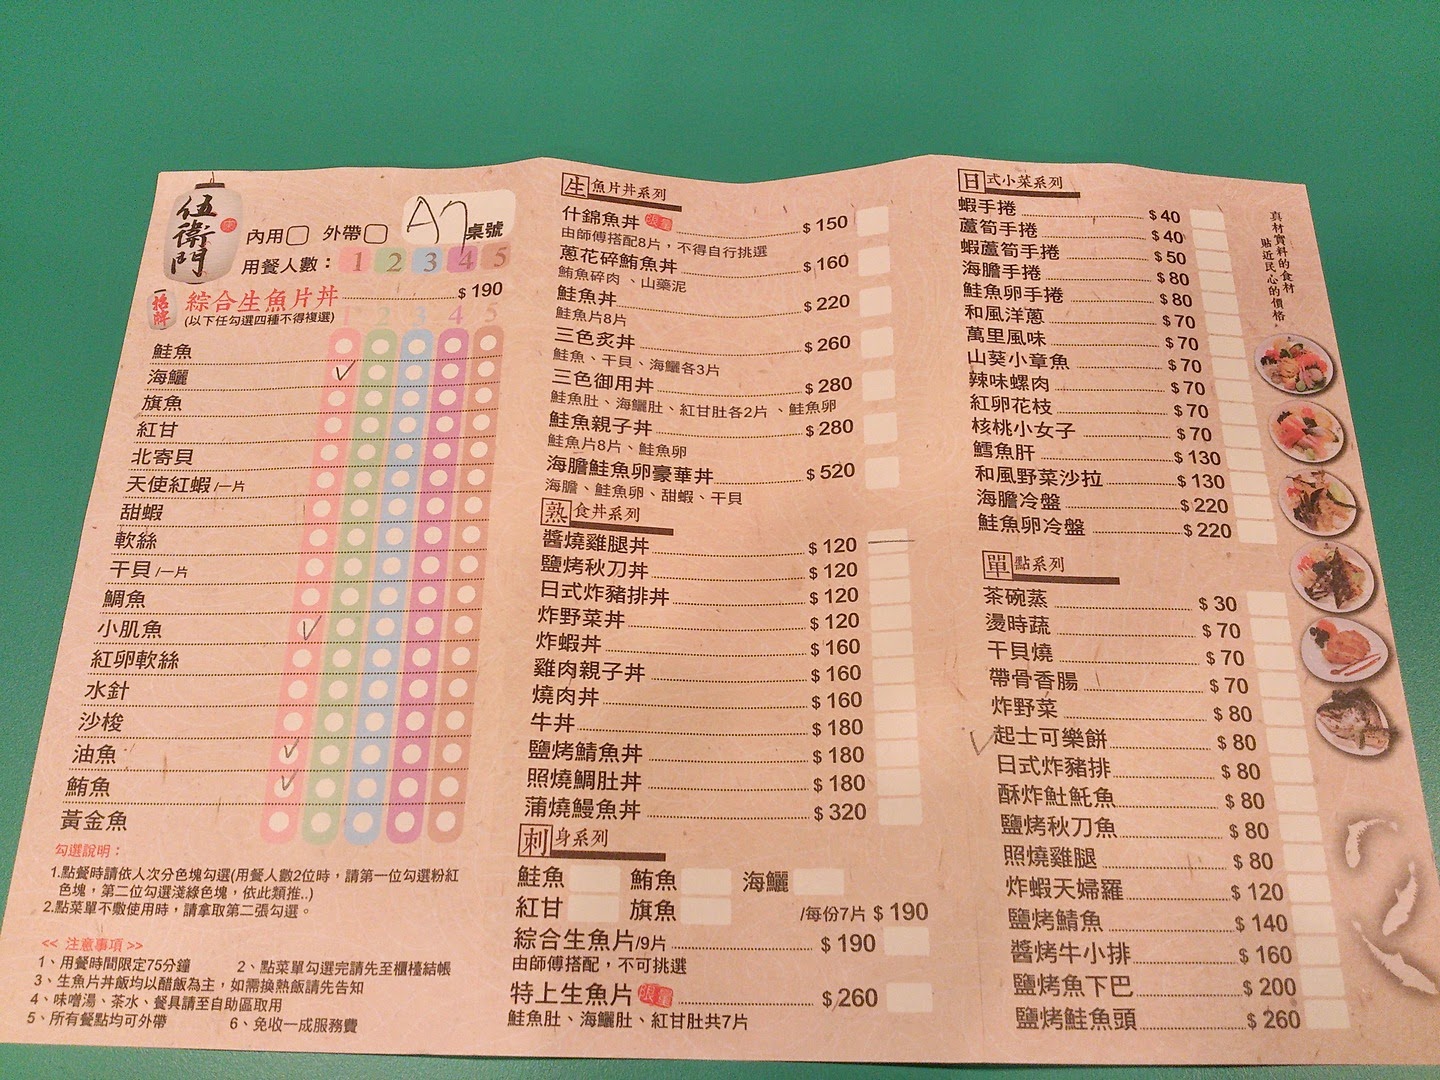 伍衛門
內用 外帶 A7 桌號
用餐人數： 1 2 3 4 5
招牌 綜合生魚片丼 $190
(以下任勾選四種不得複選)
1 2 3 4 5
鮭魚
海鱺
旗魚
紅甘
北寄貝
天使紅蝦/一片
甜蝦
軟絲
干貝/一片
鯛魚
小肌魚
紅卵軟絲
水針
沙梭
油魚
鮪魚
黃金魚
勾選說明：
1.點餐時請依人次分色塊勾選(用餐人數2位時，請第一位勾選粉紅
色塊，第二位勾選淺綠色塊，依此類推..)
2.點菜單不敷使用時，請拿取第二張勾選。
<< 注意事項 >>
1、用餐時間限定75分鐘 2、點菜單勾選完請先至櫃檯結帳
3、生魚片丼飯均以醋飯為主，如需換熱飯請先告知
4、味噌湯、茶水、餐具請至自助區取用
5、所有餐點均可外帶 6、免收一成服務費
生魚片丼系列
什錦魚丼 限量 $150
由師傅搭配8片，不得自行挑選
蔥花碎鮪魚丼 $160
鮪魚碎肉、山藥泥
鮭魚丼 $220
鮭魚片8片
三色炙丼 $260
鮭魚、干貝、海鱺各3片
三色御用丼 $280
鮭魚肚、海鱺肚、紅甘肚各2片、鮭魚卵
鮭魚親子丼 $280
鮭魚片8片、鮭魚卵
海膽鮭魚卵豪華丼 $520
海膽、鮭魚卵、甜蝦、干貝
熟食丼系列
醬燒雞腿丼 $120
鹽烤秋刀丼 $120
日式炸豬排丼 $120
炸野菜丼 $120
炸蝦丼 $160
雞肉親子丼 $160
燒肉丼 $160
牛丼 $180
鹽烤鯖魚丼 $180
照燒鯛肚丼 $180
蒲燒鰻魚丼 $320
刺身系列
鮭魚 鮪魚 海鱺
紅甘 旗魚 /每份7片 $190
綜合生魚片/9片 $190
由師傅搭配，不可挑選
特上生魚片 限量 $260
鮭魚肚、海鱺肚、紅甘肚共7片
日式小菜系列
蝦手捲 $40
蘆筍手捲 $40
蝦蘆筍手捲 $50
海膽手捲 $80
鮭魚卵手捲 $80
和風洋蔥 $70
萬里風味 $70
山葵小章魚 $70
辣味螺肉 $70
紅卵花枝 $70
核桃小女子 $70
鱈魚肝 $130
和風野菜沙拉 $130
海膽冷盤 $220
鮭魚卵冷盤 $220
單點系列
茶碗蒸 $30
燙時蔬 $70
干貝燒 $70
帶骨香腸 $70
炸野菜 $80
起士可樂餅 $80
日式炸豬排 $80
酥炸魟魠魚 $80
鹽烤秋刀魚 $80
照燒雞腿 $80
炸蝦天婦羅 $120
鹽烤鯖魚 $140
醬烤牛小排 $160
鹽烤魚下巴 $200
鹽烤鮭魚頭 $260
真材實料的食材
貼近民心的價格